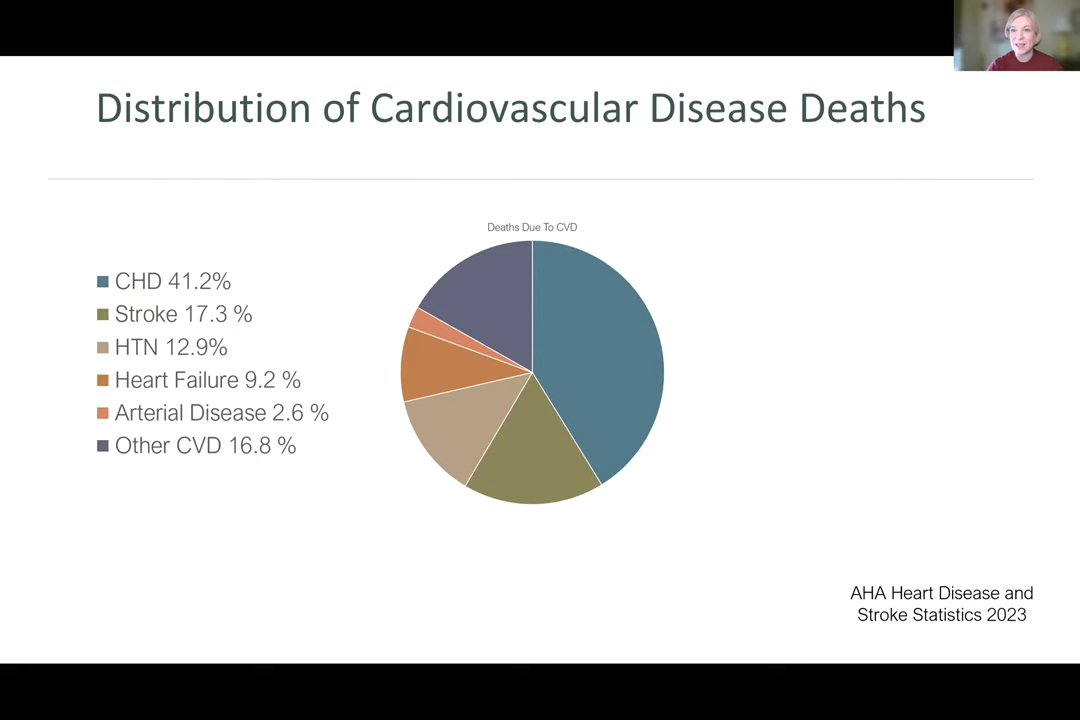 Distribution of Cardiovascular Disease Deaths
Deaths Due To CVD
CHD 41.2%
Stroke 17.3 %
HTN 12.9%
Heart Failure 9.2 %
Arterial Disease 2.6 %
Other CVD 16.8 %
AHA Heart Disease and
Stroke Statistics 2023